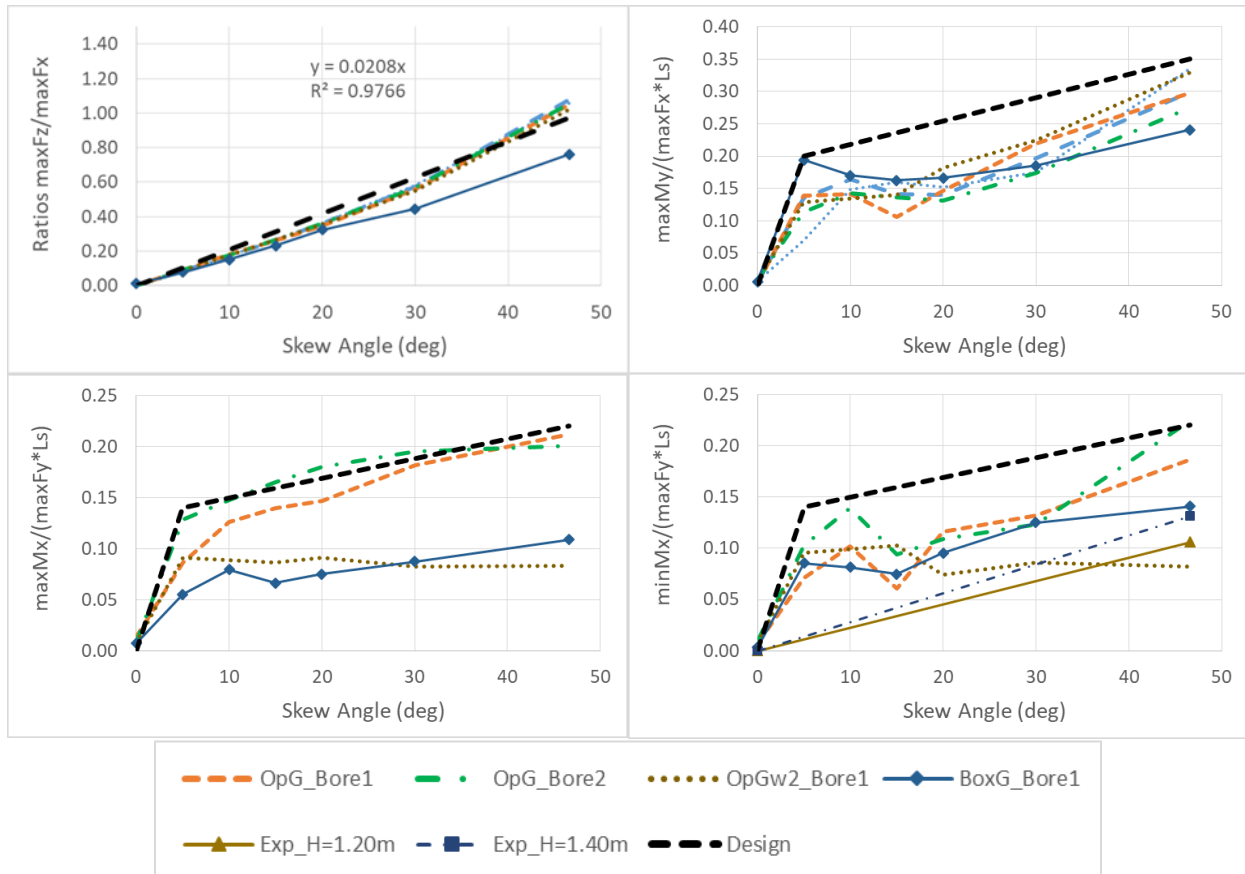 1.40
1.20
1.00
0.80
0.60
0.40
0.20
0.00
Ratios maxFz/maxFx
y = 0.0208x
R² = 0.9766
0 10 20 30 40 50
Skew Angle (deg)
0.40
0.35
0.30
0.25
0.20
0.15
0.10
0.05
0.00
maxMy/(maxFx*Ls)
0 10 20 30 40 50
Skew Angle (deg)
0.25
0.20
0.15
0.10
0.05
0.00
maxMx/(maxFy*Ls)
0 10 20 30 40 50
Skew Angle (deg)
0.25
0.20
0.15
0.10
0.05
0.00
minMx/(maxFy*Ls)
0 10 20 30 40 50
Skew Angle (deg)
OpG_Bore1 OpG_Bore2 OpGw2_Bore1 BoxG_Bore1
Exp_H=1.20m Exp_H=1.40m Design